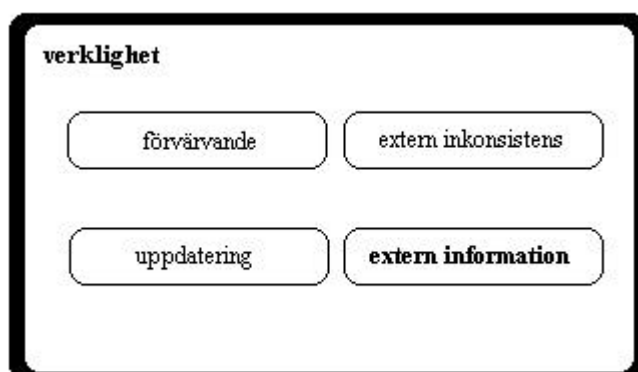 verklighet
förvärvande
extern inkonsistens
uppdatering
extern information